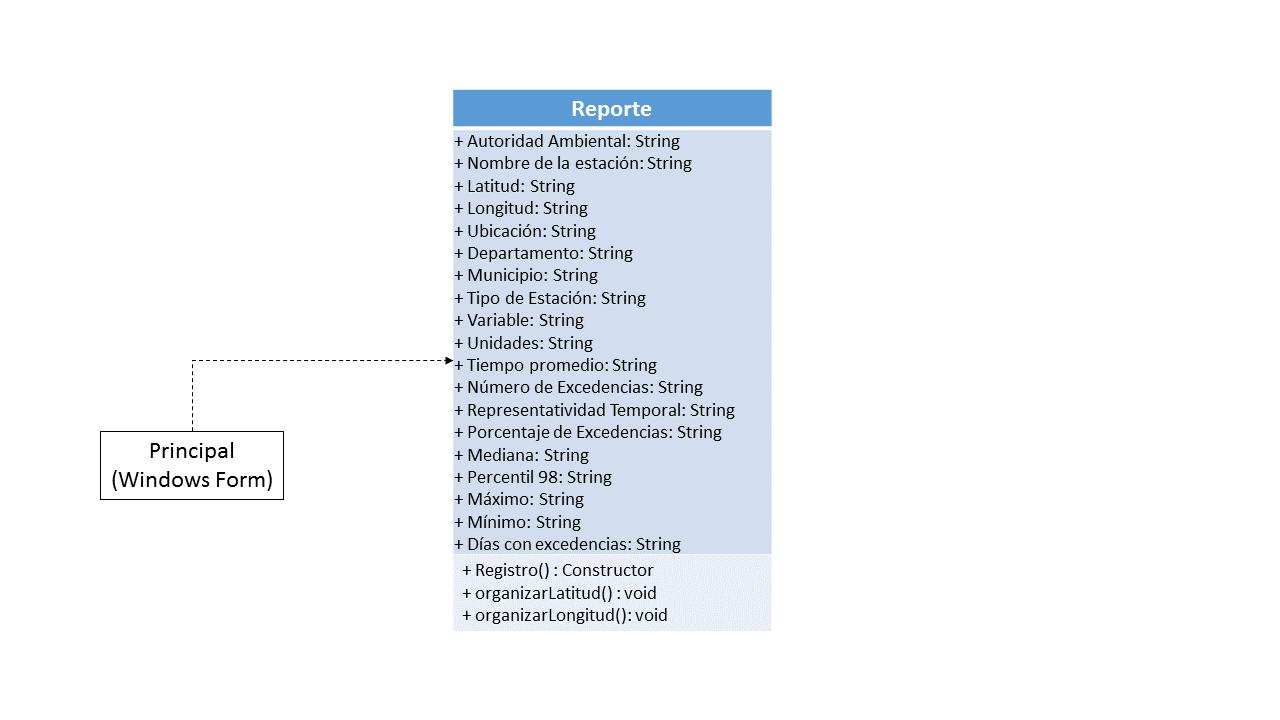 Reporte
+ Autoridad Ambiental: String
+ Nombre de la estación: String
+ Latitud: String
+ Longitud: String
+ Ubicación: String
+ Departamento: String
+ Municipio: String
+ Tipo de Estación: String
+ Variable: String
+ Unidades: String
+ Tiempo promedio: String
+ Número de Excedencias: String
+ Representatividad Temporal: String
+ Porcentaje de Excedencias: String
+ Mediana: String
+ Percentil 98: String
+ Máximo: String
+ Mínimo: String
+ Días con excedencias: String
+ Registro() : Constructor
+ organizarLatitud() : void
+ organizarLongitud(): void
Principal
(Windows Form)